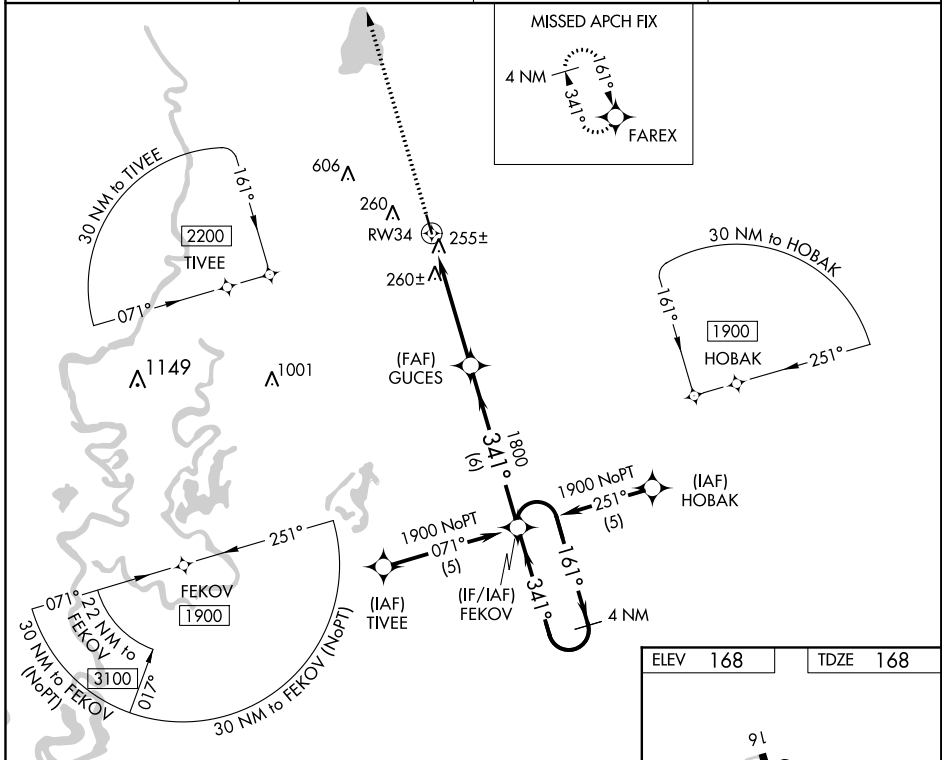 MISSED APCH FIX
4 NM
161°
341°
FAREX
30 NM to TIVEE
161°
2200
TIVEE
071°
606
260
RW34
255±
260±
30 NM to HOBAK
161°
1900
HOBAK
251°
1149
1001
(FAF)
GUCES
1800
341°
(6)
1900 NoPT
251°
(5)
(IAF)
HOBAK
1900 NoPT
071°
(5)
(IAF)
TIVEE
(IF/IAF)
FEKOV
161°
341°
4 NM
251°
071°
FEKOV
1900
22 NM to
FEKOV
3100
017°
30 NM to FEKOV
(NoPT)
30 NM to FEKOV (NoPT)
ELEV 168
TDZE 168
16